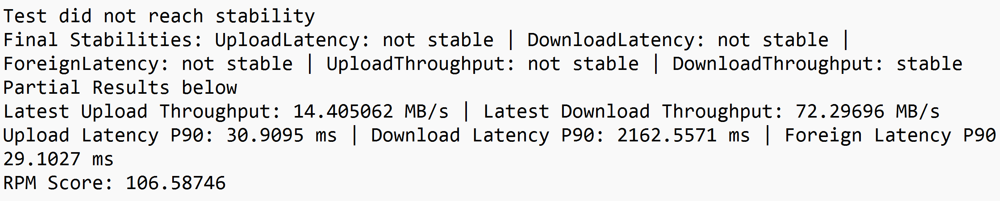 Test did not reach stability
Final Stabilities: UploadLatency: not stable | DownloadLatency: not stable |
ForeignLatency: not stable | UploadThroughput: not stable | DownloadThroughput: stable
Partial Results below
Latest Upload Throughput: 14.405062 MB/s | Latest Download Throughput: 72.29696 MB/s
Upload Latency P90: 30.9095 ms | Download Latency P90: 2162.5571 ms | Foreign Latency P90
29.1027 ms
RPM Score: 106.58746